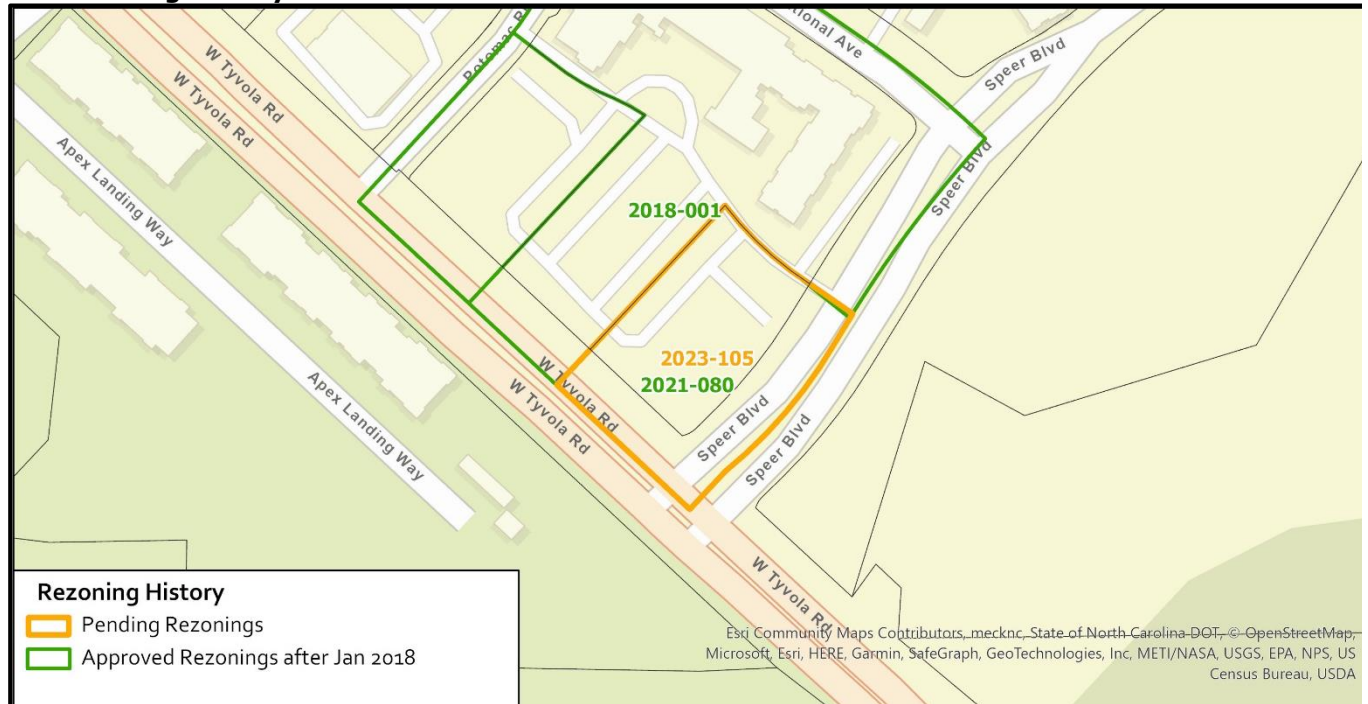 W Tyvola Rd
W Tyvola Rd
Potomac
tional Ave
Speer Blvd
Speer Blvd
Apex Landing Way
2018-001
2023-105
2021-080
W Tyvola Rd
W Tyvola Rd
Speer Blvd
Speer Blvd
Apex Landing Way
W Tyvola Rd
Rezoning History
Pending Rezonings
Approved Rezonings after Jan 2018
Esri Community Maps Contributors, mecknc, State of North Carolina DOT, © OpenStreetMap,
Microsoft, Esri, HERE, Garmin, SafeGraph, GeoTechnologies, Inc, METI/NASA, USGS, EPA, NPS, US
Census Bureau, USDA